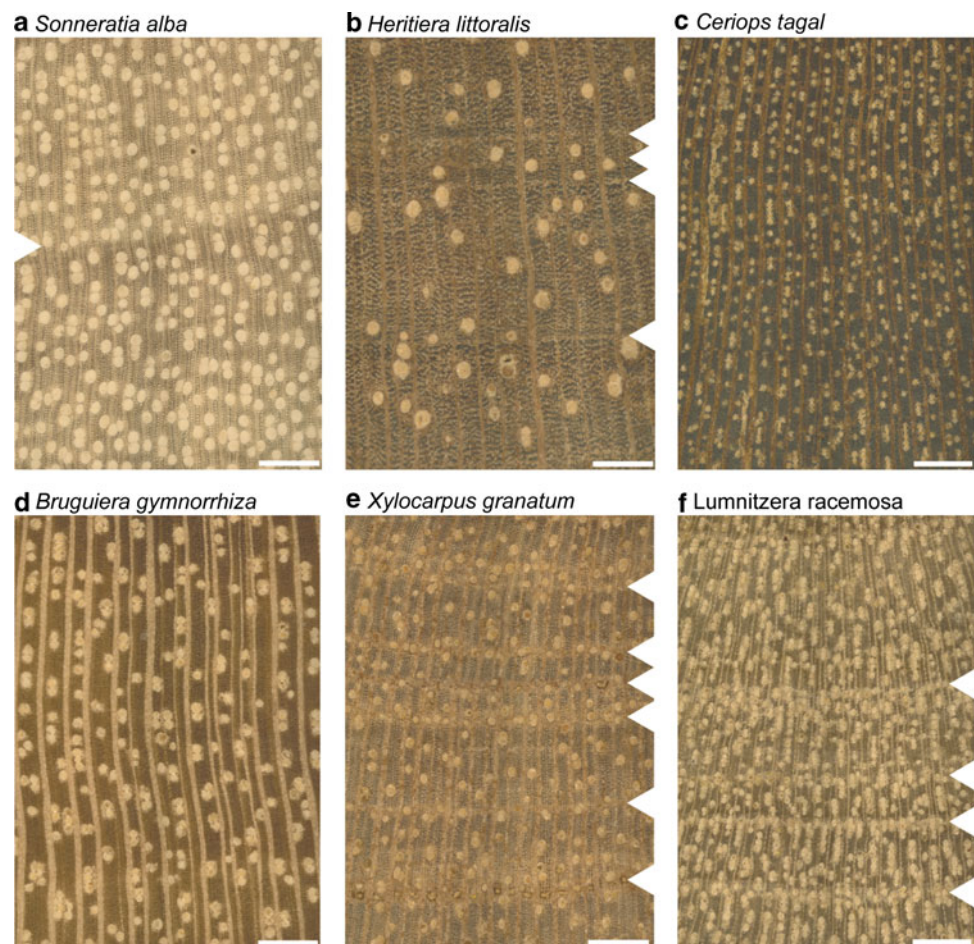 a Sonneratia alba
b Heritiera littoralis
c Ceriops tagal
d Bruguiera gymnorrhiza
e Xylocarpus granatum
f Lumnitzera racemosa